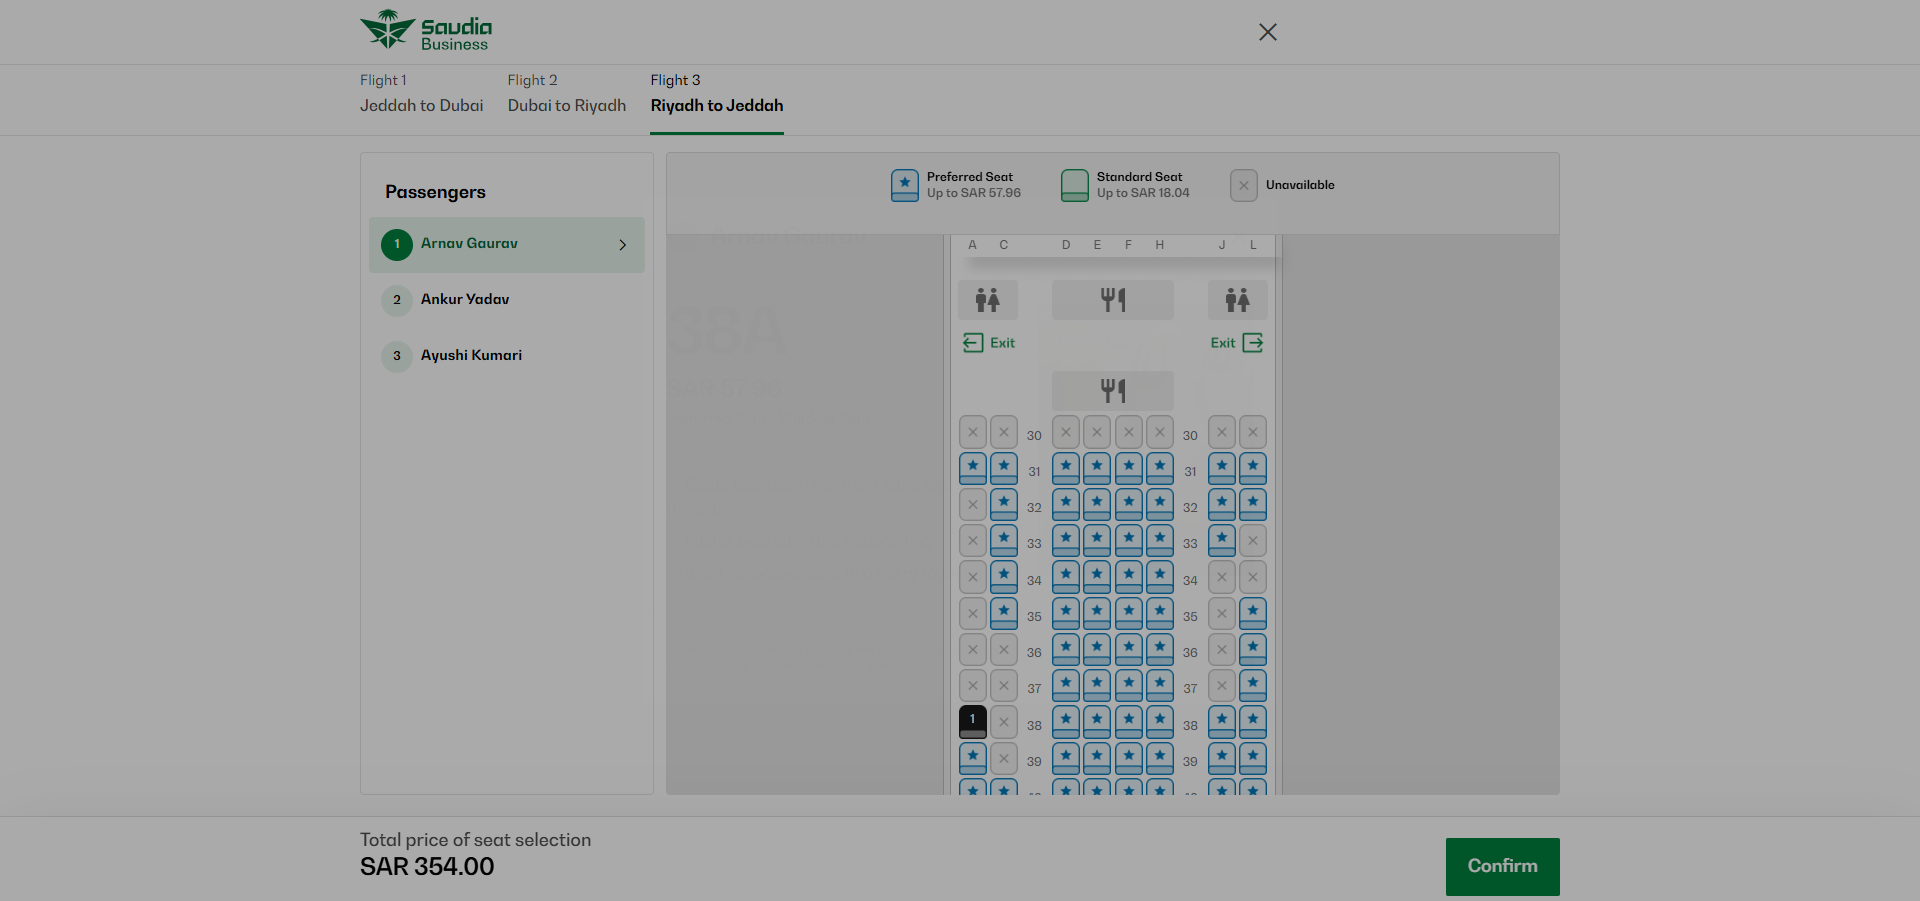 Saudia
Business
Flight 1
Jeddah to Dubai
Flight 2
Dubai to Riyadh
Flight 3
Riyadh to Jeddah
Passengers
1 Arnav Gaurav
2 Ankur Yadav
3 Ayushi Kumari
Preferred Seat
Up to SAR 57.96
Standard Seat
Up to SAR 18.04
Unavailable
A C D E F H J L
Exit Exit
38A
30 30
31 31
32 32
33 33
34 34
35 35
36 36
37 37
1 38 38
39 39
Total price of seat selection
SAR 354.00
Confirm